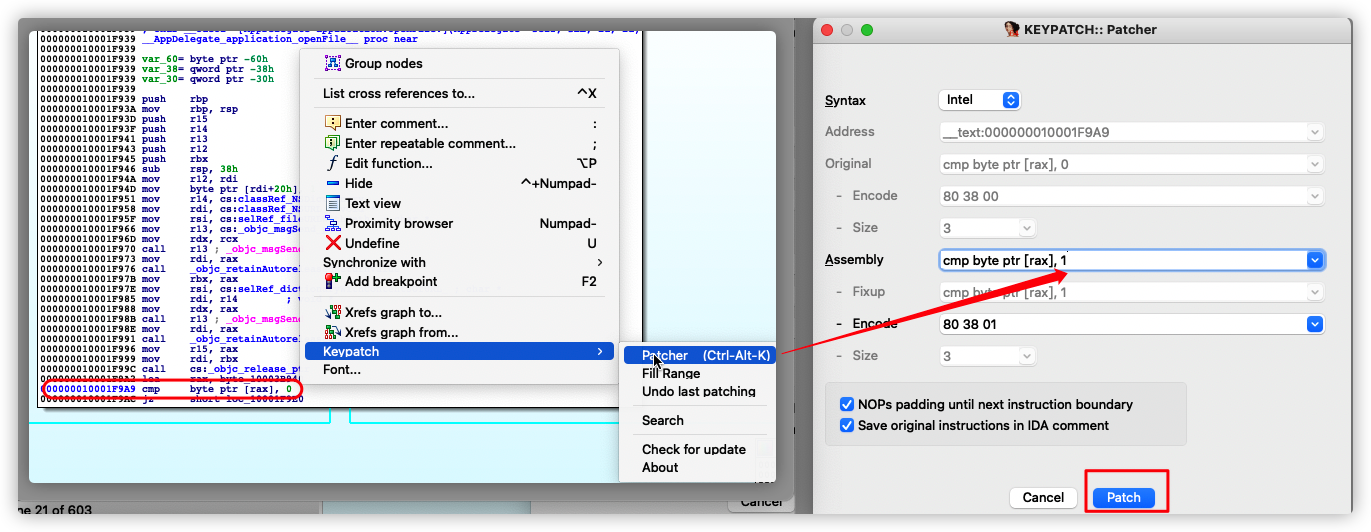 __AppDelegate_application_openFile__ proc near
000000010001F939
000000010001F939 var_60= byte ptr -60h
000000010001F939 var_38= qword ptr -38h
000000010001F939 var_30= qword ptr -30h
000000010001F939
000000010001F939 push rbp
000000010001F93A mov rbp, rsp
000000010001F93D push r15
000000010001F93F push r14
000000010001F941 push r13
000000010001F943 push r12
000000010001F945 push rbx
000000010001F946 sub rsp, 38h
000000010001F94A mov r12, rdi
000000010001F94D mov byte ptr [rdi+20h]
000000010001F951 mov r14, cs:classRef_NS
000000010001F958 mov rdi, cs:classRef_NS
000000010001F95F mov rsi, cs:selRef_file
000000010001F966 mov r13, cs:_objc_msgS
000000010001F96D mov rdx, rcx
000000010001F970 call r13 ; _objc_msgSen
000000010001F973 mov rdi, rax
000000010001F976 call _objc_retainAutorel
000000010001F97B mov rbx, rax
000000010001F97E mov rsi, cs:selRef_dict
000000010001F985 mov rdi, r14 ; v
000000010001F988 mov rdx, rax
000000010001F98B call r13 ; _objc_msgSen
000000010001F98E mov rdi, rax
000000010001F991 call _objc_retainAutorel
000000010001F996 mov r15, rax
000000010001F999 mov rdi, rbx
000000010001F99C call cs:_objc_release_pt
000000010001F9A2 lea rax, byte_10003B940
000000010001F9A9 cmp byte ptr [rax], 0
000000010001F9AC jz short loc_10001F9E0
ne 21 of 603
Group nodes
List cross references to... ^X
Enter comment... :
Enter repeatable comment... ;
Edit function... ⌥P
Hide ^+Numpad-
Text view
Proximity browser Numpad-
Undefine U
Synchronize with >
Add breakpoint F2
Xrefs graph to...
Xrefs graph from...
Keypatch >
Font...
Patcher (Ctrl-Alt-K)
Fill Range
Undo last patching
Search
Check for update
About
Cancel
KEYPATCH:: Patcher
Syntax Intel
Address __text:000000010001F9A9
Original cmp byte ptr [rax], 0
- Encode 80 38 00
- Size 3
Assembly cmp byte ptr [rax], 1
- Fixup cmp byte ptr [rax], 1
- Encode 80 38 01
- Size 3
NOPs padding until next instruction boundary
Save original instructions in IDA comment
Cancel Patch